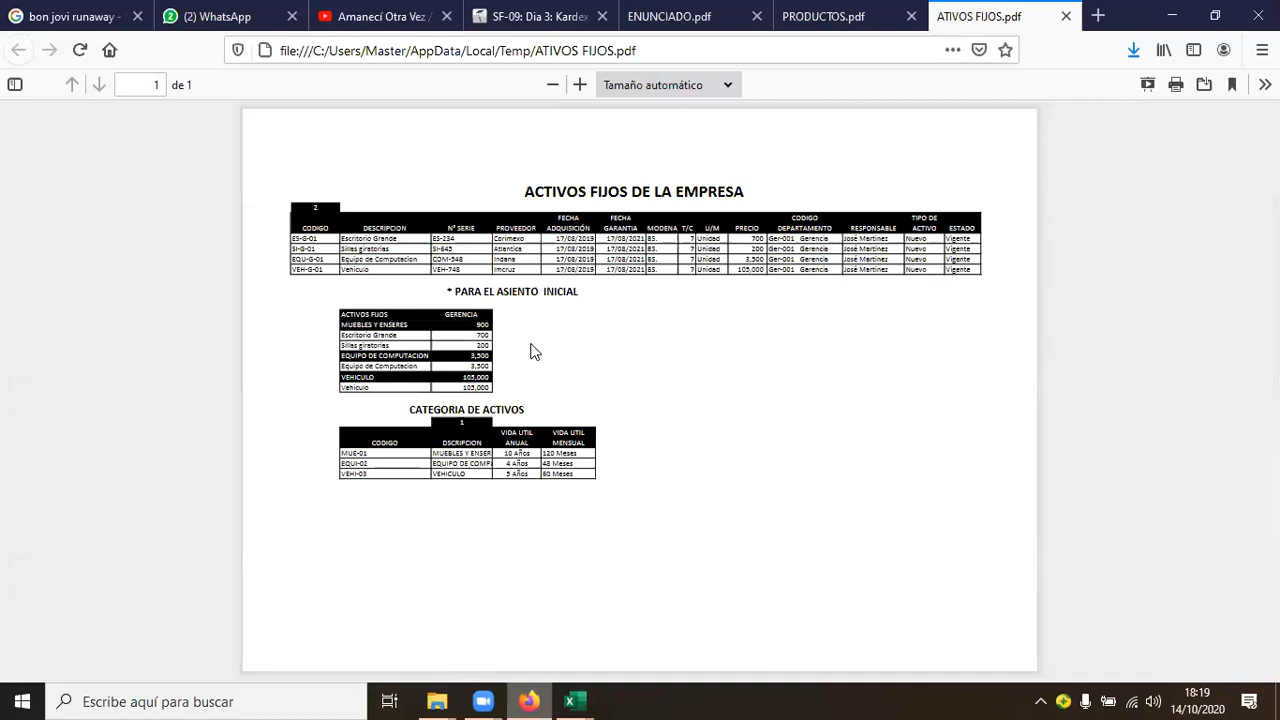 bon jovi runaway -
(2) WhatsApp
Amanecí Otra Vez /
SF-09: Dia 3: Kardex
ENUNCIADO.pdf
PRODUCTOS.pdf
ATIVOS FIJOS.pdf
file:///C:/Users/Master/AppData/Local/Temp/ATIVOS FIJOS.pdf
1 de 1
Tamaño automático
ACTIVOS FIJOS DE LA EMPRESA
2
CODIGO DESCRIPCION Nº SERIE PROVEEDOR FECHA ADQUISICIÓN FECHA GARANTIA MODENA T/C U/M PRECIO CODIGO DEPARTAMENTO RESPONSABLE TIPO DE ACTIVO ESTADO
ES-G-01 Escritorio Grande ES-234 Corimexo 17/08/2019 17/08/2021 BS. 7 Unidad 700 Ger-001 Gerencia José Martinez Nuevo Vigente
SI-G-01 Sillas giratorias SI-645 Atlantica 17/08/2019 17/08/2021 BS. 7 Unidad 200 Ger-001 Gerencia José Martinez Nuevo Vigente
EQU-G-01 Equipo de Computacion COM-548 Indana 17/08/2019 17/08/2021 BS. 7 Unidad 3,500 Ger-001 Gerencia José Martinez Nuevo Vigente
VEH-G-01 Vehiculo VEH-748 Imcruz 17/08/2019 17/08/2021 BS. 7 Unidad 105,000 Ger-001 Gerencia José Martinez Nuevo Vigente
* PARA EL ASIENTO INICIAL
ACTIVOS FIJOS GERENCIA
MUEBLES Y ENSERES 900
Escritorio Grande 700
Sillas giratorias 200
EQUIPO DE COMPUTACION 3,500
Equipo de Computacion 3,500
VEHICULO 105,000
Vehiculo 105,000
CATEGORIA DE ACTIVOS
1
CODIGO DSCRIPCION VIDA UTIL ANUAL VIDA UTIL MENSUAL
MUE-01 MUEBLES Y ENSER 10 Años 120 Meses
EQUI-02 EQUIPO DE COMPU 4 Años 48 Meses
VEHI-03 VEHICULO 5 Años 60 Meses
Escribe aquí para buscar
18:19
14/10/2020